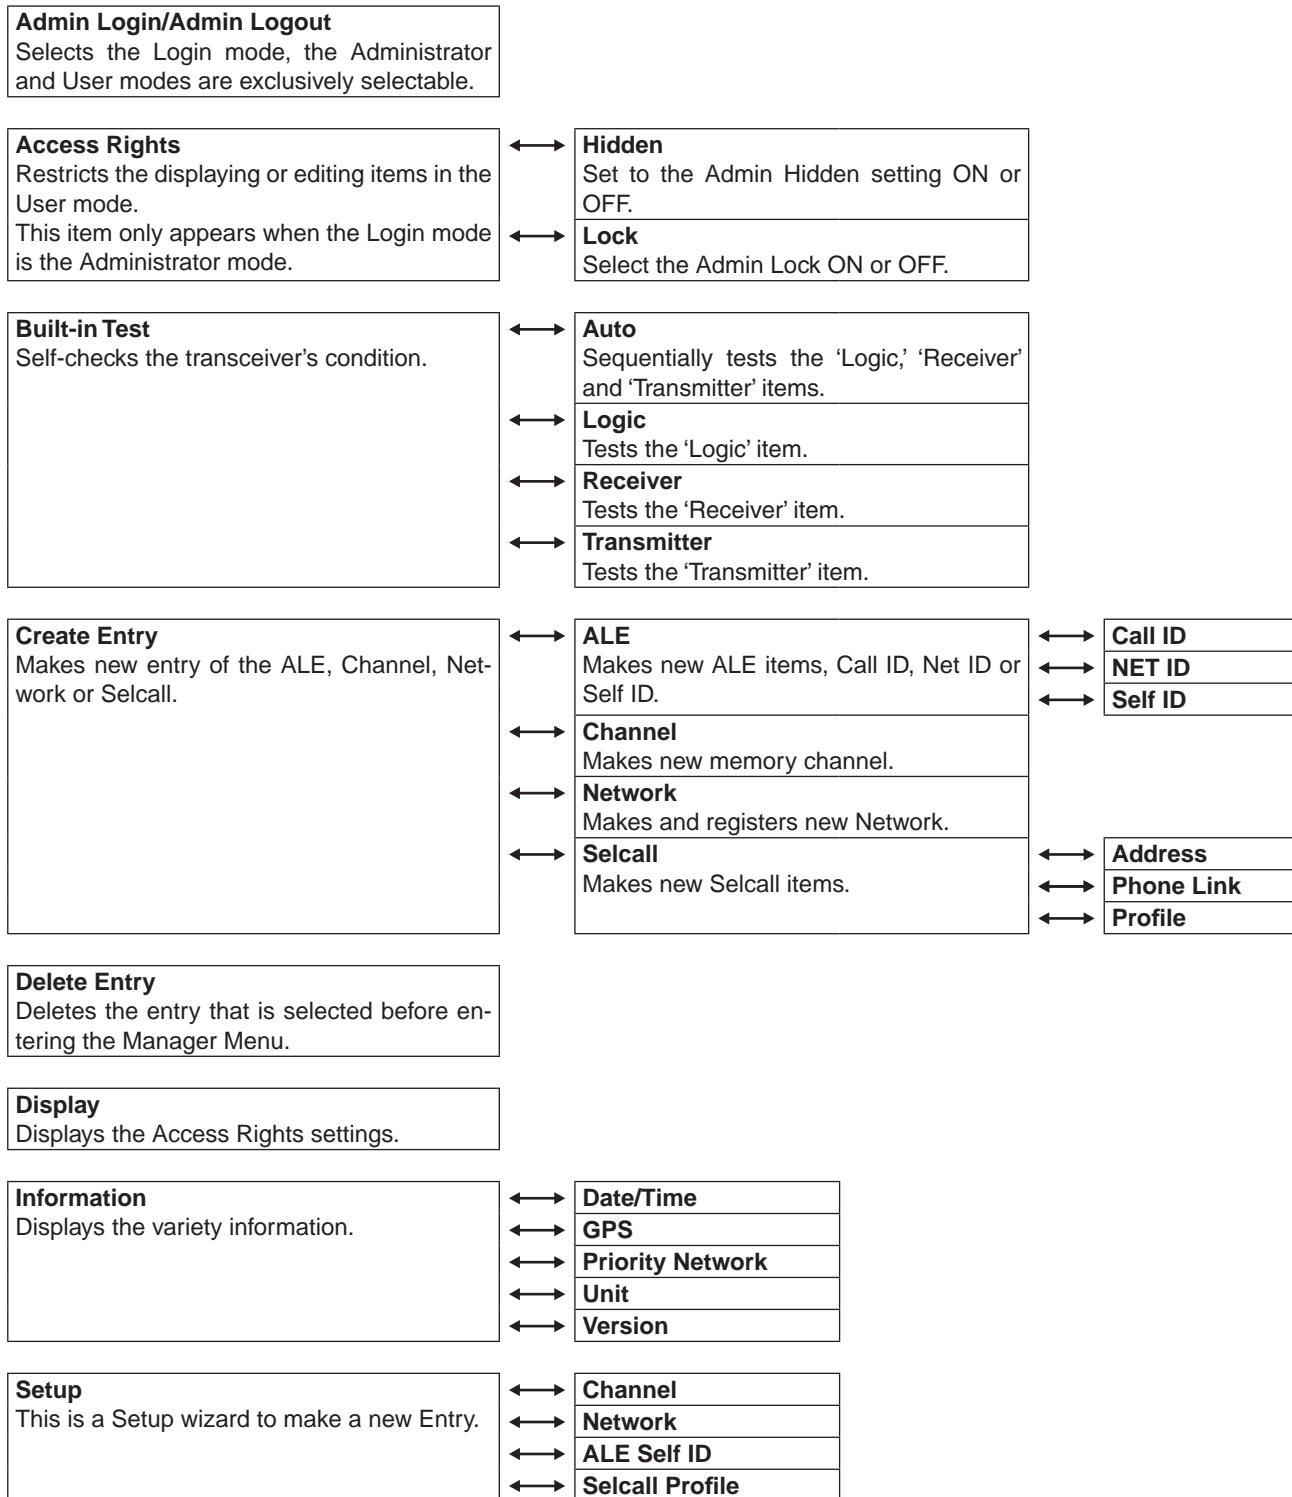 Admin Login/Admin Logout
Selects the Login mode, the Administrator
and User modes are exclusively selectable.
Access Rights
Restricts the displaying or editing items in the
User mode.
This item only appears when the Login mode
is the Administrator mode.
Hidden
Set to the Admin Hidden setting ON or
OFF.
Lock
Select the Admin Lock ON or OFF.
Built-in Test
Self-checks the transceiver's condition.
Auto
Sequentially tests the 'Logic,' 'Receiver'
and 'Transmitter' items.
Logic
Tests the 'Logic' item.
Receiver
Tests the 'Receiver' item.
Transmitter
Tests the 'Transmitter' item.
Create Entry
Makes new entry of the ALE, Channel, Net-
work or Selcall.
ALE
Makes new ALE items, Call ID, Net ID or
Self ID.
Call ID
NET ID
Self ID
Channel
Makes new memory channel.
Network
Makes and registers new Network.
Selcall
Makes new Selcall items.
Address
Phone Link
Profile
Delete Entry
Deletes the entry that is selected before en-
tering the Manager Menu.
Display
Displays the Access Rights settings.
Information
Displays the variety information.
Date/Time
GPS
Priority Network
Unit
Version
Setup
This is a Setup wizard to make a new Entry.
Channel
Network
ALE Self ID
Selcall Profile